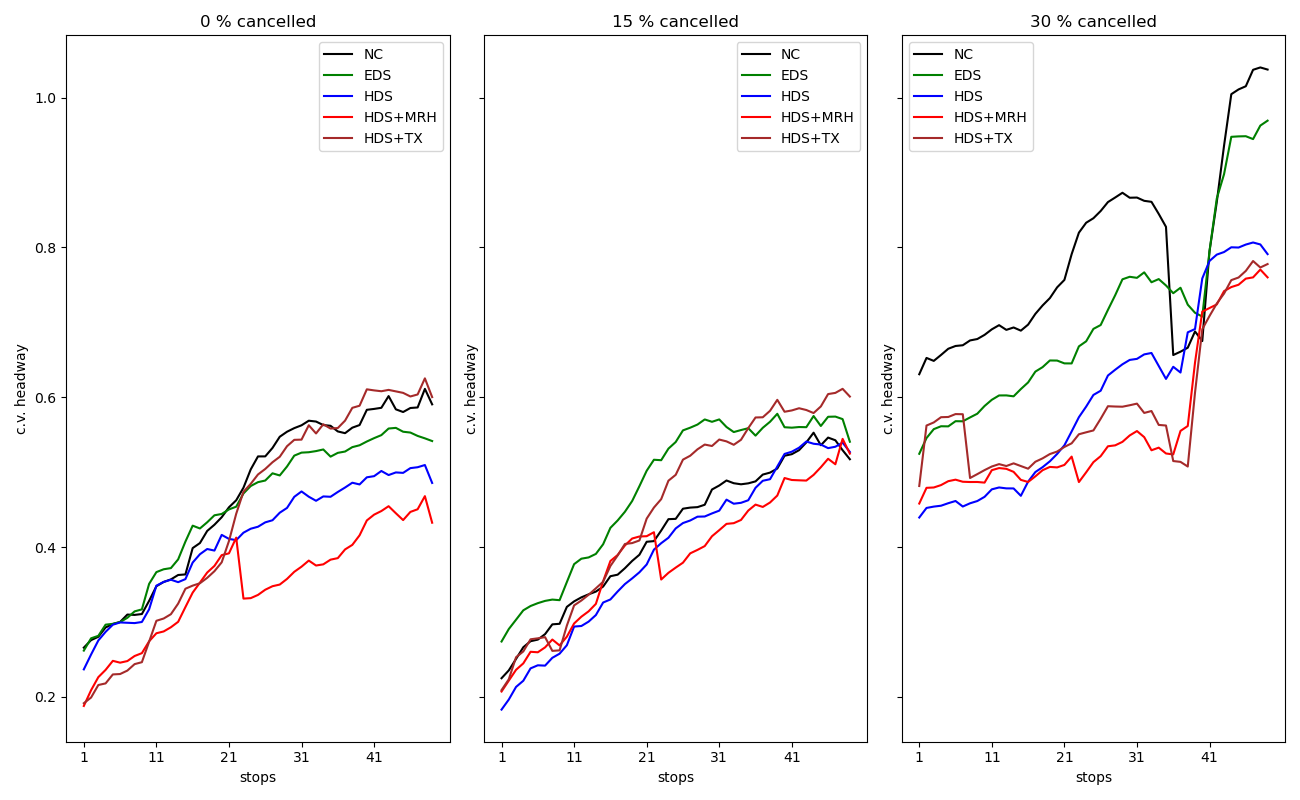 0 % cancelled
NC
EDS
HDS
HDS+MRH
HDS+TX
c.v. headway
1.0
0.8
0.6
0.4
0.2
1 11 21 31 41
stops
15 % cancelled
NC
EDS
HDS
HDS+MRH
HDS+TX
c.v. headway
1 11 21 31 41
stops
30 % cancelled
NC
EDS
HDS
HDS+MRH
HDS+TX
c.v. headway
1 11 21 31 41
stops